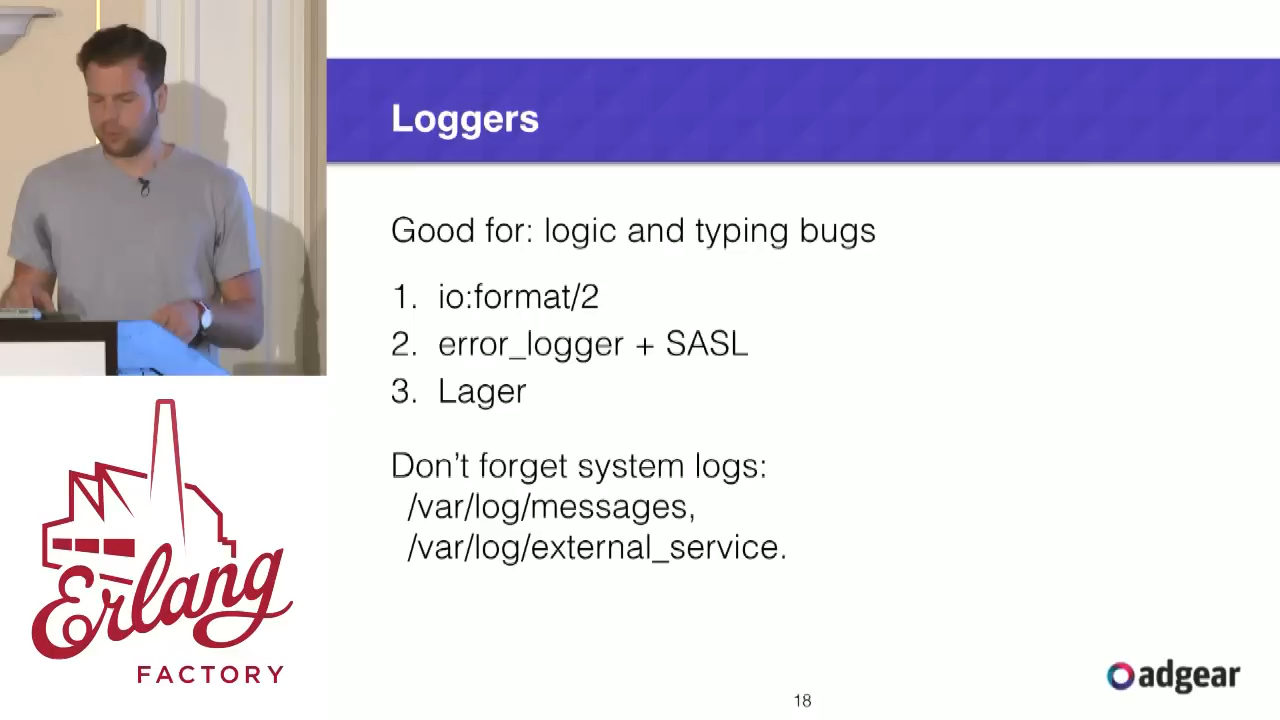 Loggers
Good for: logic and typing bugs
1. io:format/2
2. error_logger + SASL
3. Lager
Don't forget system logs:
/var/log/messages,
/var/log/external_service.
Erlang
FACTORY
adgear
18